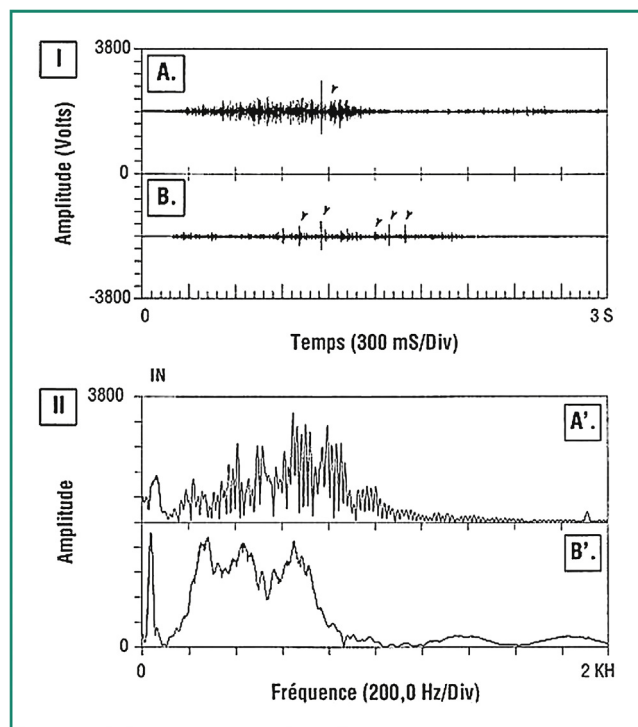 I
3800
A.
0
B.
-3800
Amplitude (Volts)
0
3 S
Temps (300 mS/Div)
IN
II
3800
A'.
B'.
0
Amplitude
0
2 KH
Fréquence (200,0 Hz/Div)